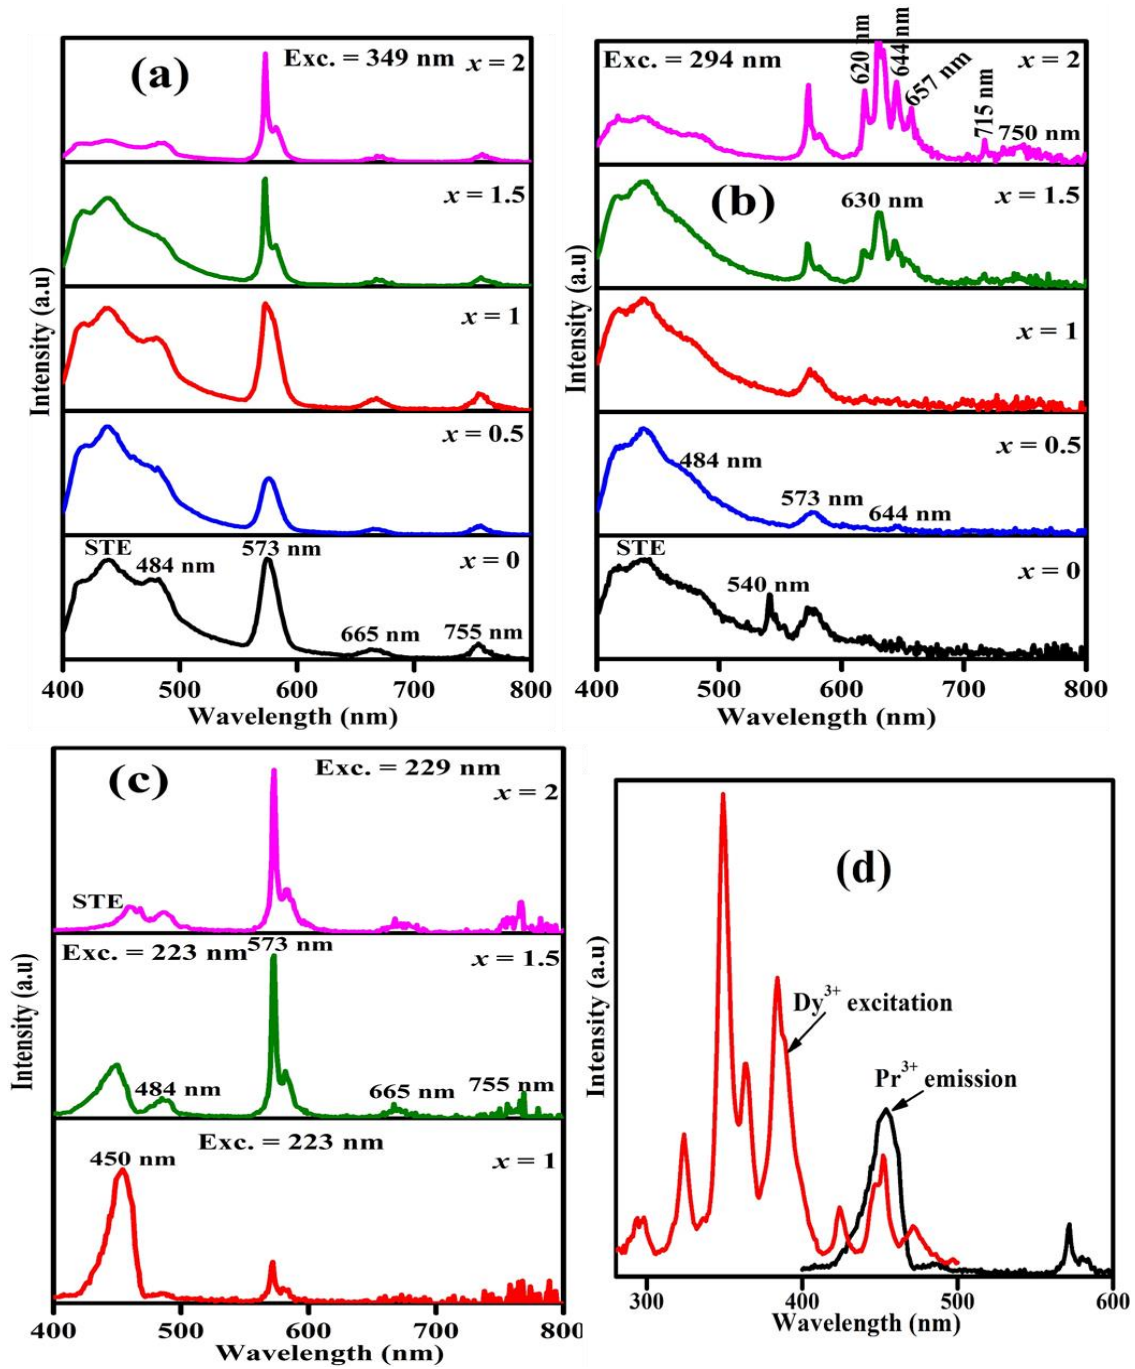 (a)
Exc. = 349 nm
x = 2
x = 1.5
x = 1
x = 0.5
STE
484 nm
573 nm
x = 0
665 nm
755 nm
400 500 600 700 800
Wavelength (nm)
Intensity (a.u)
Exc. = 294 nm
620 nm
644 nm
657 nm
715 nm
750 nm
x = 2
(b)
630 nm
x = 1.5
x = 1
484 nm
573 nm
644 nm
x = 0.5
STE
540 nm
x = 0
400 500 600 700 800
Wavelength (nm)
Intensity (a.u)
(c)
Exc. = 229 nm
x = 2
STE
Exc. = 223 nm
573 nm
x = 1.5
484 nm
665 nm
755 nm
Exc. = 223 nm
450 nm
x = 1
400 500 600 700 800
Wavelength (nm)
Intensity (a.u)
(d)
Dy3+ excitation
Pr3+ emission
300 400 500 600
Wavelength (nm)
Intensity (a.u)